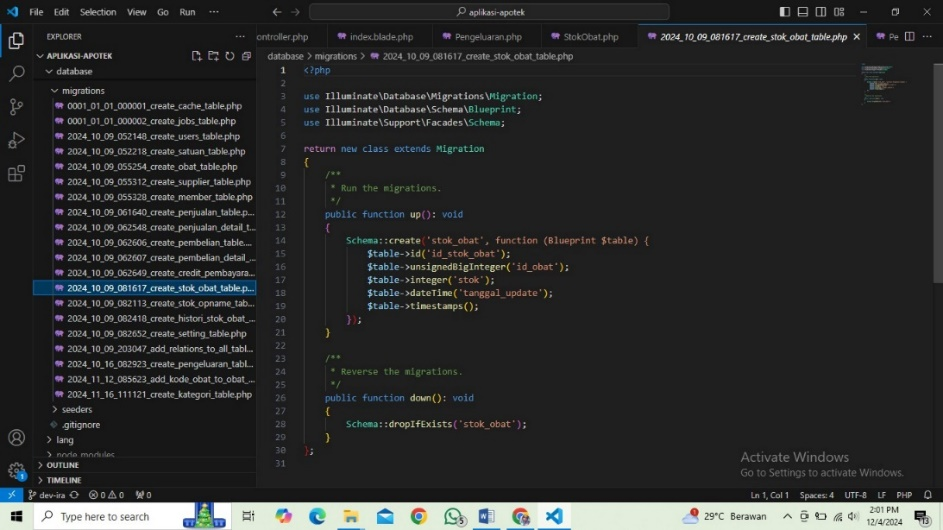 File Edit Selection View Go Run ···
aplikasi-apotek
EXPLORER ···
ontroller.php index.blade.php Pengeluaran.php StokObat.php 2024_10_09_081617_create_stok_obat_table.php Pe
APLIKASI-APOTEK
database > migrations > 2024_10_09_081617_create_stok_obat_table.php
database
migrations
0001_01_01_000001_create_cache_table.php
0001_01_01_000002_create_jobs_table.php
2024_10_09_052148_create_users_table.php
2024_10_09_052218_create_satuan_table.php
2024_10_09_055254_create_obat_table.php
2024_10_09_055312_create_supplier_table.php
2024_10_09_055328_create_member_table.php
2024_10_09_061640_create_penjualan_table.p...
2024_10_09_062548_create_penjualan_detail_t...
2024_10_09_062606_create_pembelian_table....
2024_10_09_062607_create_pembelian_detail_...
2024_10_09_062649_create_credit_pembayara...
2024_10_09_081617_create_stok_obat_table.p...
2024_10_09_082113_create_stok_opname_tab...
2024_10_09_082418_create_histori_stok_obat_...
2024_10_09_082652_create_setting_table.php
2024_10_09_203047_add_relations_to_all_tabl...
2024_10_16_082923_create_pengeluaran_tabl...
2024_11_12_085623_add_kode_obat_to_obat_...
2024_11_16_111121_create_kategori_table.php
seeders
.gitignore
lang
node_modules
OUTLINE
TIMELINE
1 <?php
2
3 use Illuminate\Database\Migrations\Migration;
4 use Illuminate\Database\Schema\Blueprint;
5 use Illuminate\Support\Facades\Schema;
6
7 return new class extends Migration
8 {
9 /**
10 * Run the migrations.
11 */
12 public function up(): void
13 {
14 Schema::create('stok_obat', function (Blueprint $table) {
15 $table->id('id_stok_obat');
16 $table->unsignedBigInteger('id_obat');
17 $table->integer('stok');
18 $table->dateTime('tanggal_update');
19 $table->timestamps();
20 });
21 }
22
23 /**
24 * Reverse the migrations.
25 */
26 public function down(): void
27 {
28 Schema::dropIfExists('stok_obat');
29 }
30 };
31
Activate Windows
Go to Settings to activate Windows.
dev-ira 0 0 0 Ln 1, Col 1 Spaces: 4 UTF-8 LF PHP
Type here to search
29°C Berawan
2:01 PM
12/4/2024